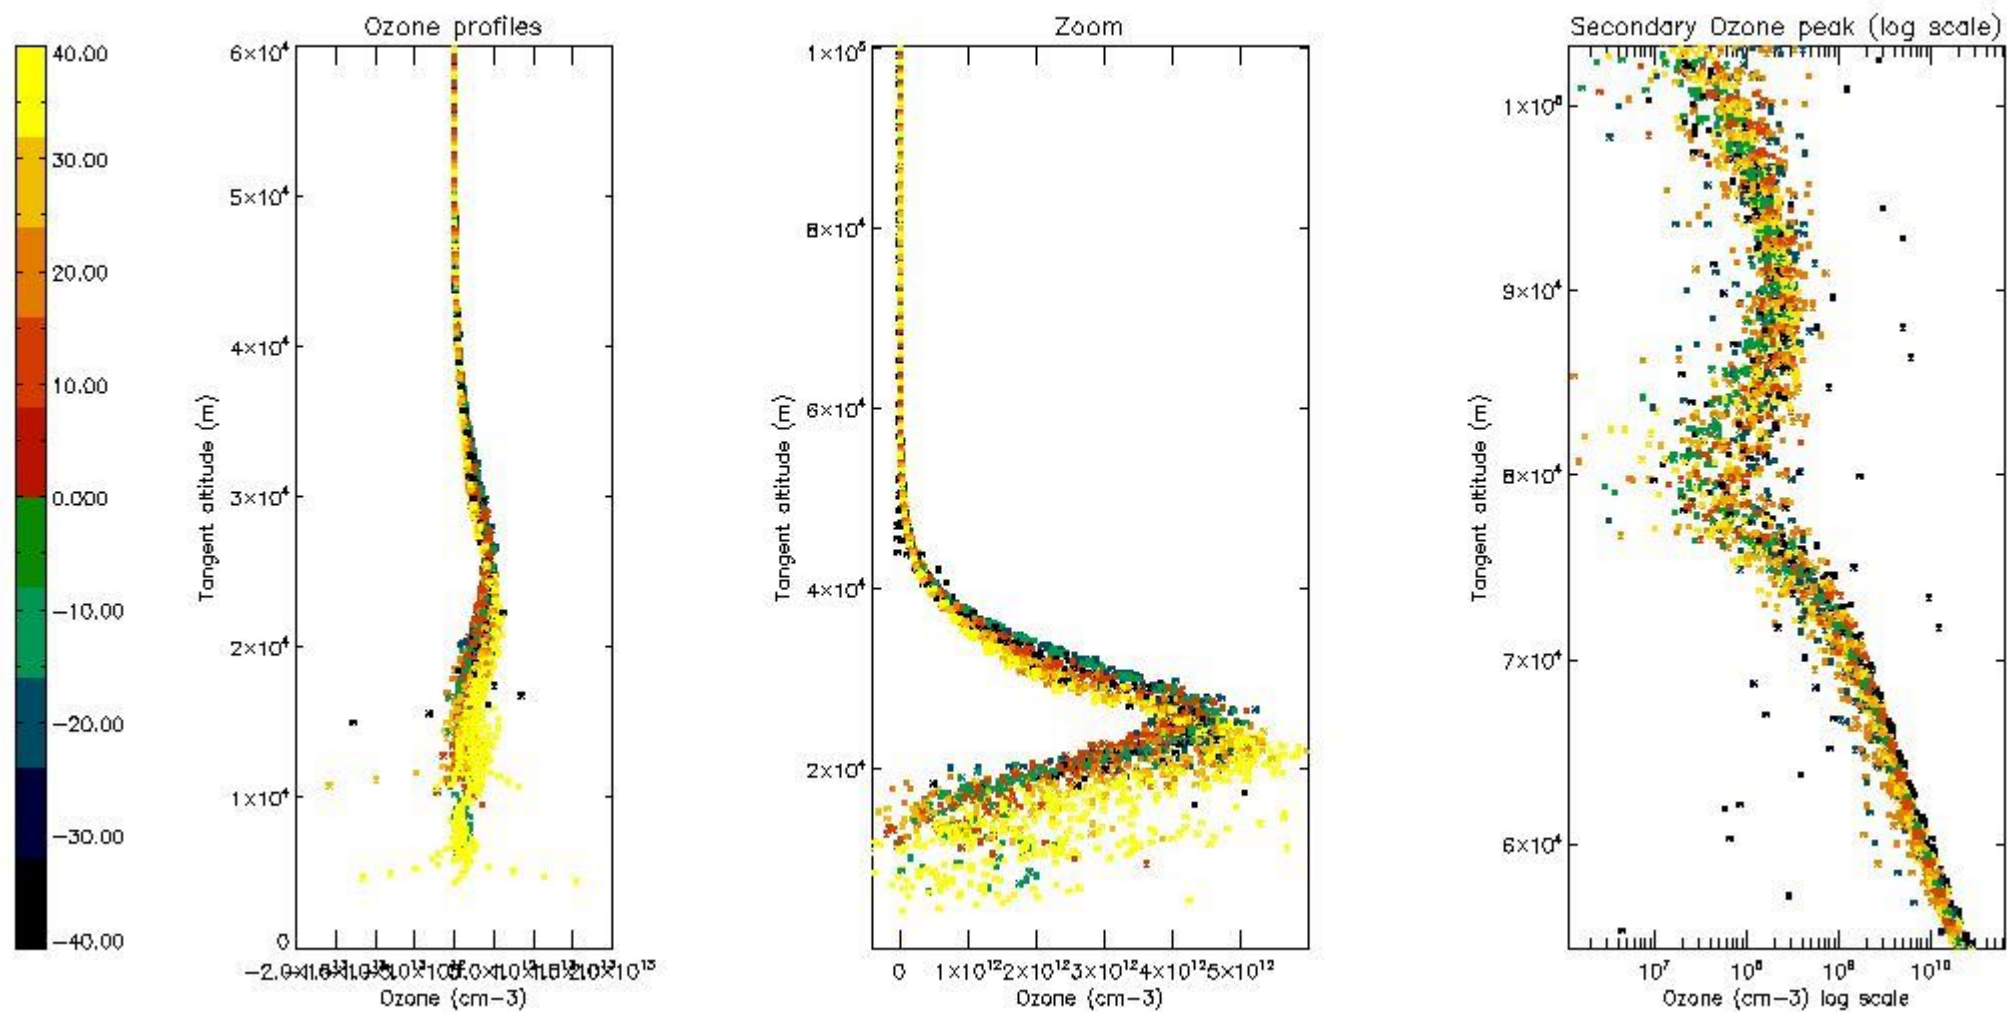 Ozone profiles
Zoom
Secondary Ozone peak (log scale)
40.00
30.00
20.00
10.00
0.000
−10.00
−20.00
−30.00
−40.00
6×10⁴
5×10⁴
4×10⁴
3×10⁴
2×10⁴
1×10⁴
0
Tangent altitude (m)
2.0×10¹³
Ozone (cm−3)
1×10⁵
8×10⁴
6×10⁴
4×10⁴
2×10⁴
Tangent altitude (m)
0 1×10¹² 2×10¹² 3×10¹² 4×10¹² 5×10¹²
Ozone (cm−3)
9×10⁴
8×10⁴
7×10⁴
6×10⁴
Tangent altitude (m)
10⁷ 10⁸ 10⁹ 10¹⁰
Ozone (cm−3) log scale